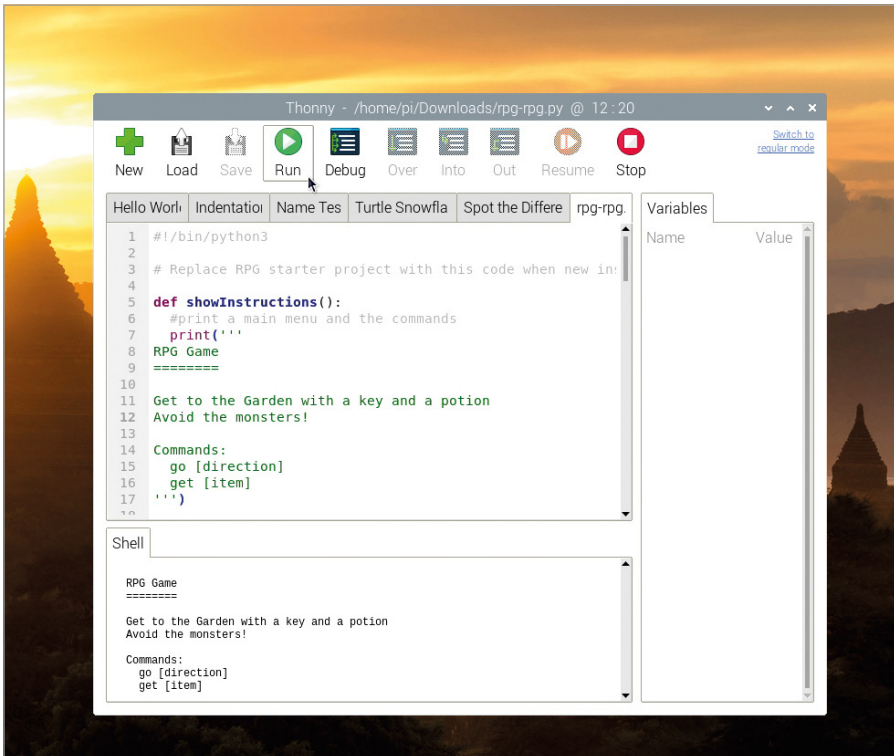 Thonny - /home/pi/Downloads/rpg-rpg.py @ 12:20
New Load Save Run Debug Over Into Out Resume Stop
Switch to
regular mode
Hello Worl Indentatio Name Tes Turtle Snowfla Spot the Differe rpg-rpg.
Variables
Name Value
1 #!/bin/python3
2
3 # Replace RPG starter project with this code when new ins
4
5 def showInstructions():
6 #print a main menu and the commands
7 print('''
8 RPG Game
9 ========
10
11 Get to the Garden with a key and a potion
12 Avoid the monsters!
13
14 Commands:
15 go [direction]
16 get [item]
17 ''')
18
Shell
RPG Game
========
Get to the Garden with a key and a potion
Avoid the monsters!
Commands:
go [direction]
get [item]